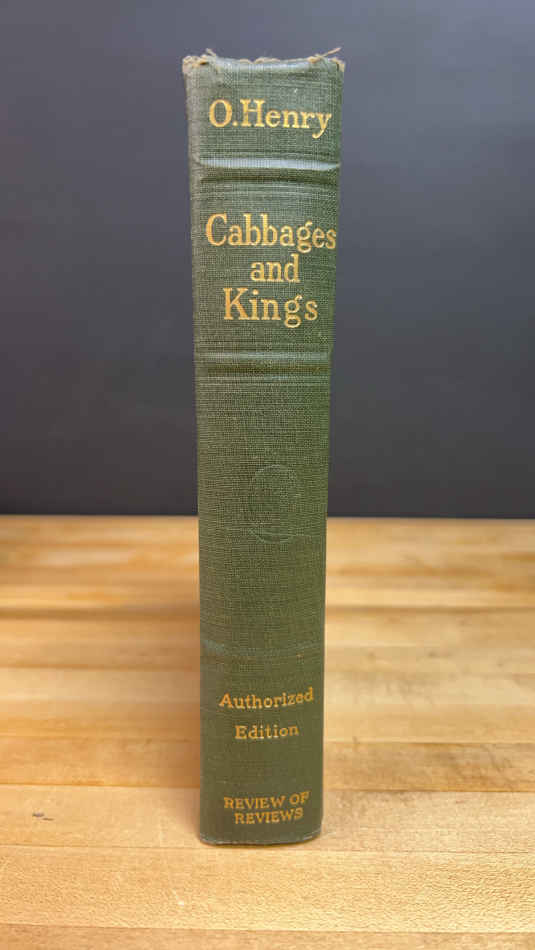 O.Henry
Cabbages
and
Kings
Authorized
Edition
REVIEW OF
REVIEWS